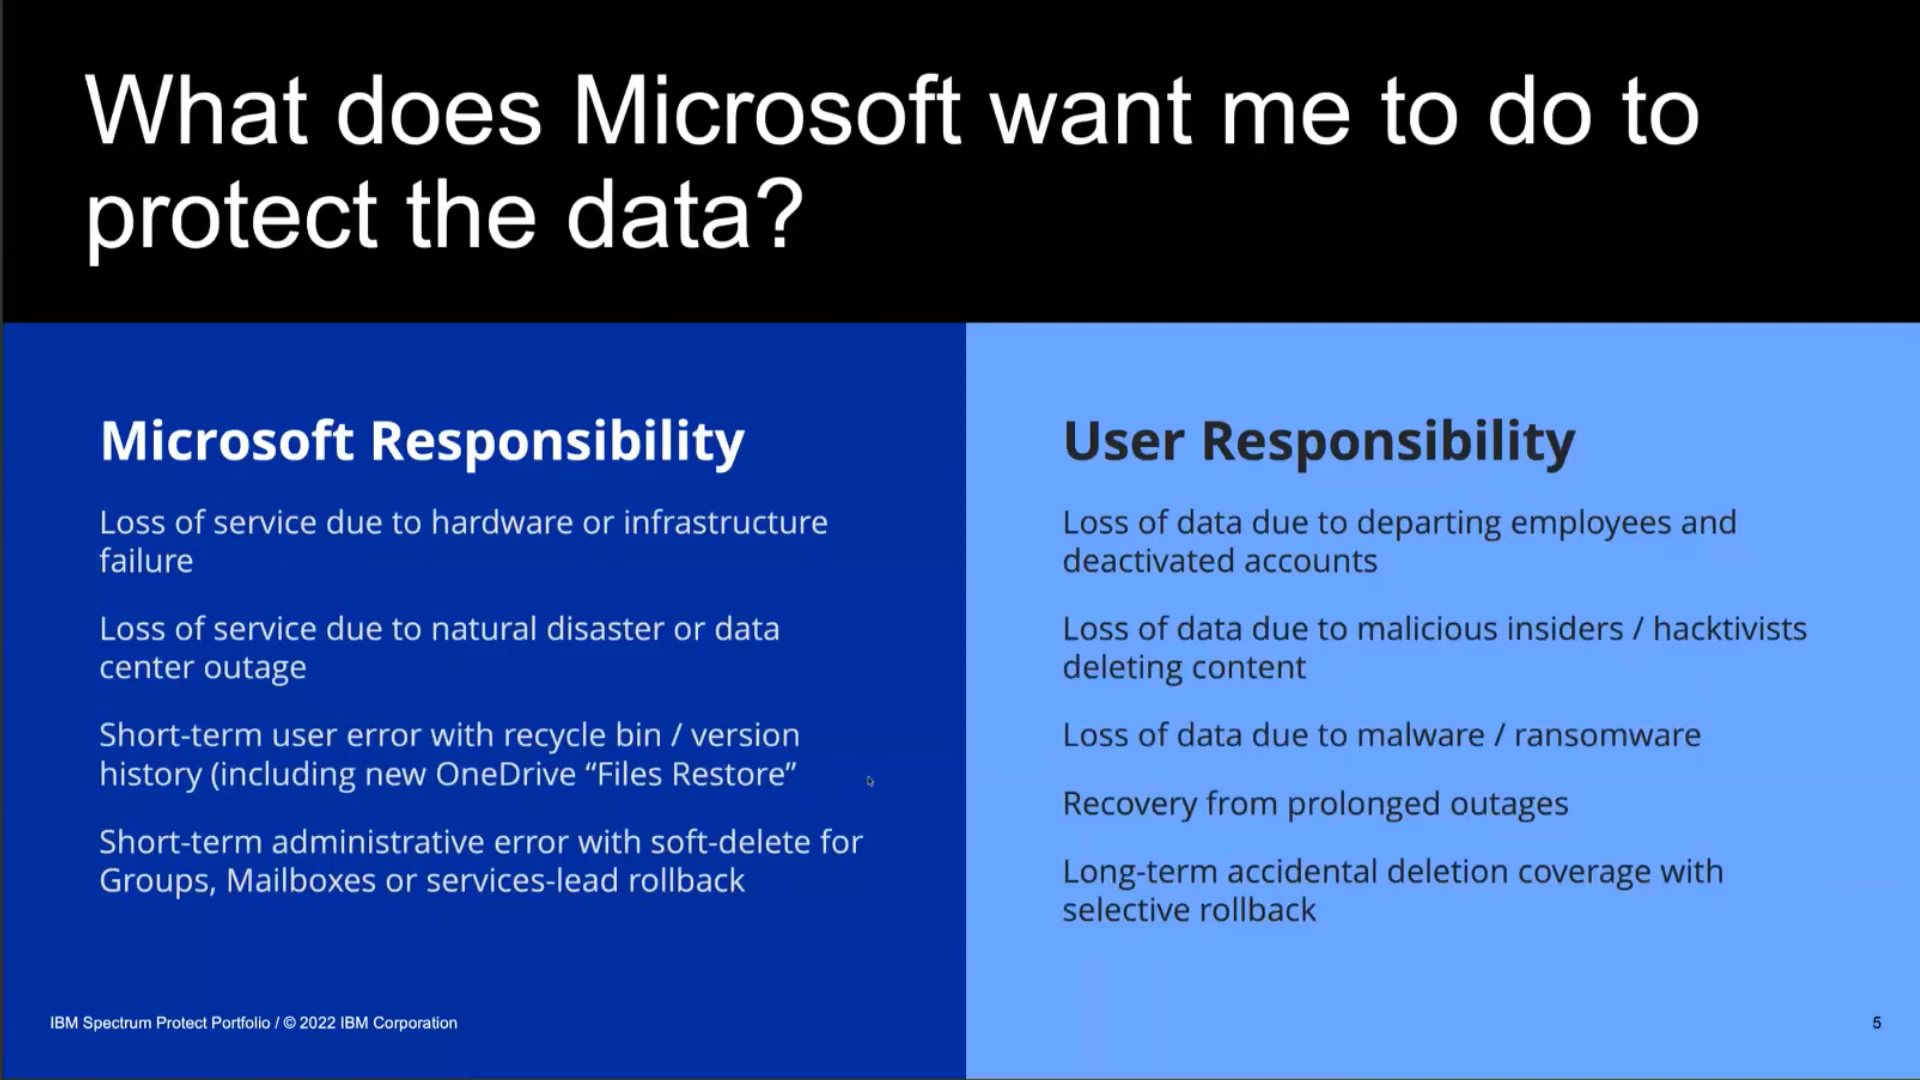 What does Microsoft want me to do to
protect the data?
Microsoft Responsibility
Loss of service due to hardware or infrastructure
failure
Loss of service due to natural disaster or data
center outage
Short-term user error with recycle bin / version
history (including new OneDrive “Files Restore”
Short-term administrative error with soft-delete for
Groups, Mailboxes or services-lead rollback
User Responsibility
Loss of data due to departing employees and
deactivated accounts
Loss of data due to malicious insiders / hacktivists
deleting content
Loss of data due to malware / ransomware
Recovery from prolonged outages
Long-term accidental deletion coverage with
selective rollback
IBM Spectrum Protect Portfolio / © 2022 IBM Corporation
5